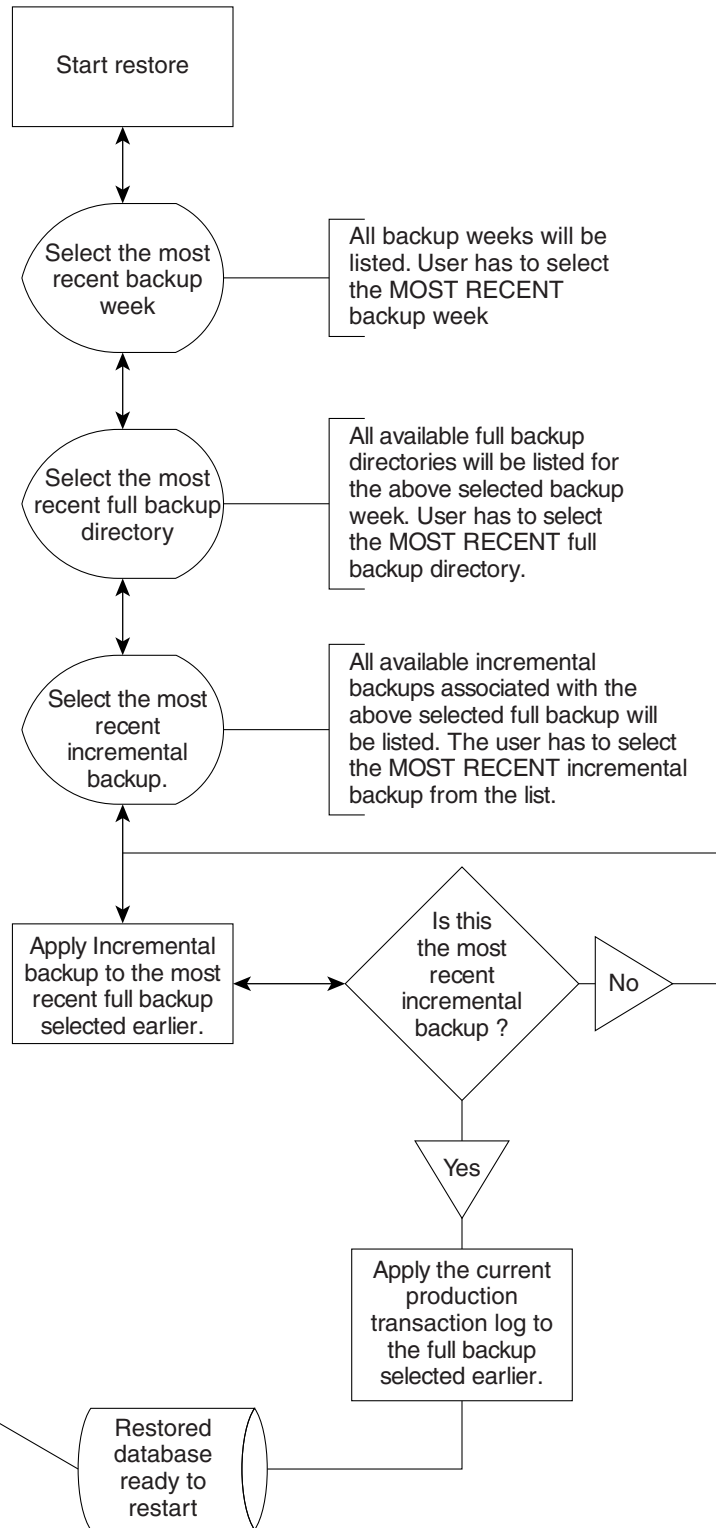 Start restore
Select the most
recent backup
week
All backup weeks will be
listed. User has to select
the MOST RECENT
backup week
Select the most
recent full backup
directory
All available full backup
directories will be listed for
the above selected backup
week. User has to select
the MOST RECENT full
backup directory.
Select the most
recent
incremental
backup.
All available incremental
backups associated with the
above selected full backup will
be listed. The user has to select
the MOST RECENT incremental
backup from the list.
Apply Incremental
backup to the most
recent full backup
selected earlier.
Is this
the most
recent
incremental
backup ?
No
Yes
Apply the current
production
transaction log to
the full backup
selected earlier.
Restored
database
ready to
restart